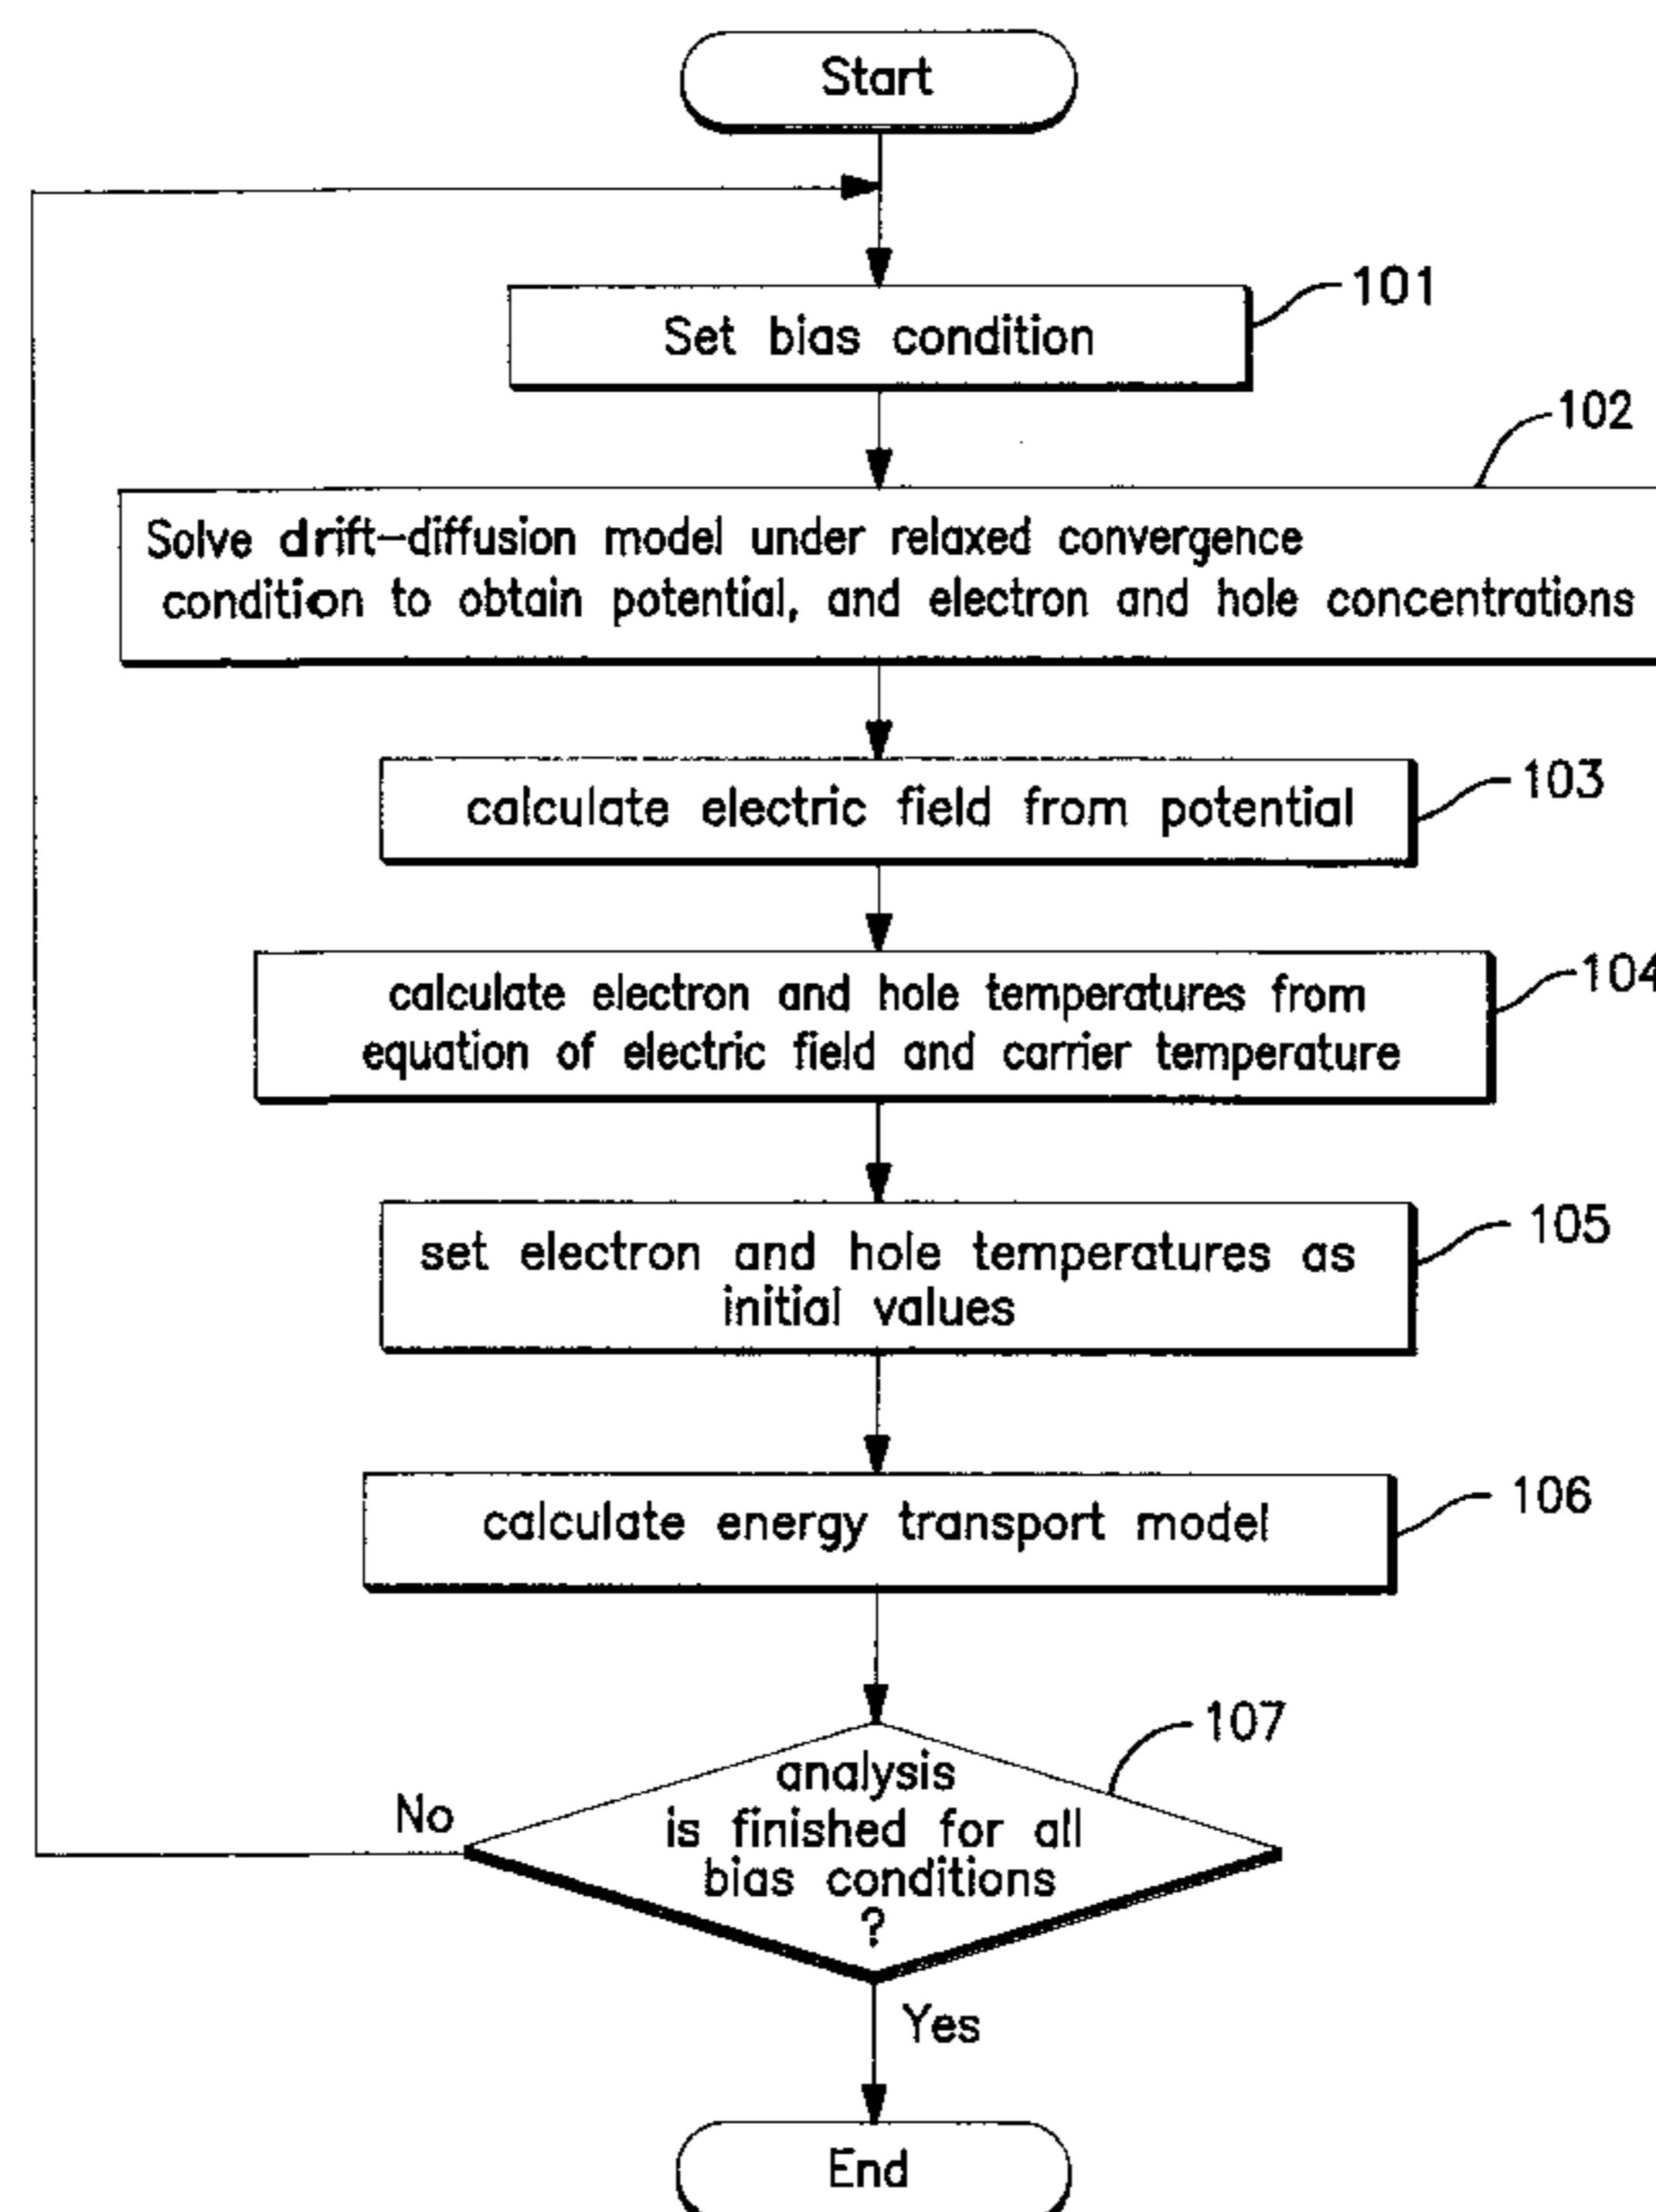 Start
Set bias condition
101
102
Solve drift-diffusion model under relaxed convergence
condition to obtain potential, and electron and hole concentrations
calculate electric field from potential
103
calculate electron and hole temperatures from
equation of electric field and carrier temperature
104
set electron and hole temperatures as
initial values
105
calculate energy transport model
106
107
analysis
is finished for all
bias conditions
?
No
Yes
End